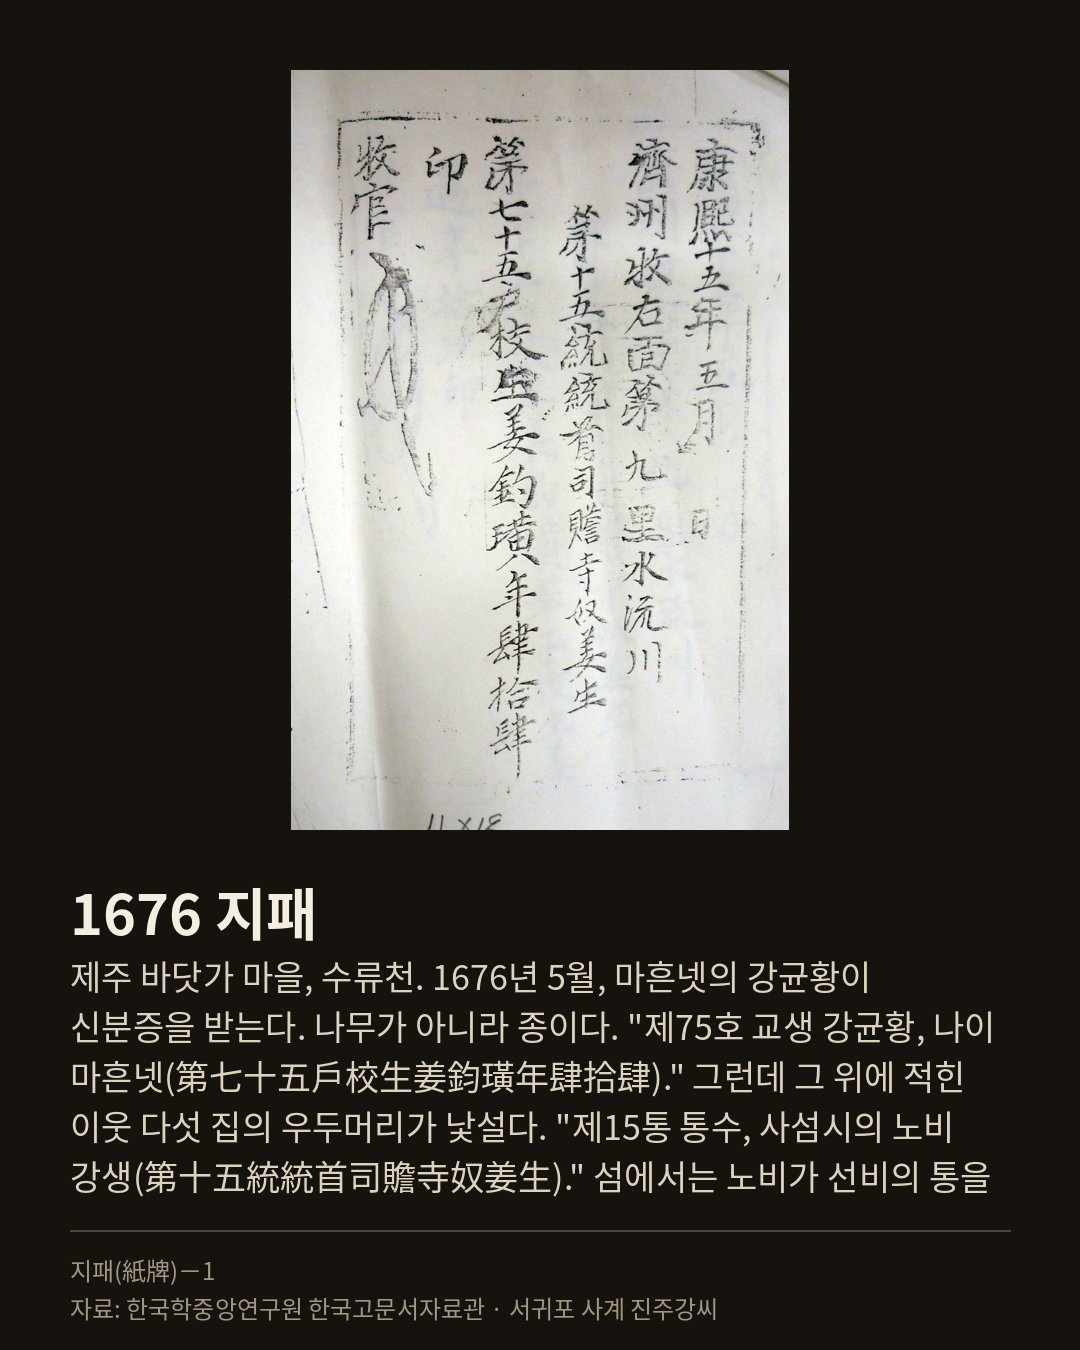 康熙十五年五月 日
濟州牧右面第九里水流川
第十五統統首司贍寺奴姜生
第七十五戶校生姜鈞璜年肆拾肆
印
牧官
11×18
1676 지패
제주 바닷가 마을, 수류천. 1676년 5월, 마흔넷의 강균황이
신분증을 받는다. 나무가 아니라 종이다. "제75호 교생 강균황, 나이
마흔넷(第七十五戶校生姜鈞璜年肆拾肆)." 그런데 그 위에 적힌
이웃 다섯 집의 우두머리가 낯설다. "제15통 통수, 사섬시의 노비
강생(第十五統統首司贍寺奴姜生)." 섬에서는 노비가 선비의 통을
지패(紙牌)－1
자료: 한국학중앙연구원 한국고문서자료관 · 서귀포 사계 진주강씨